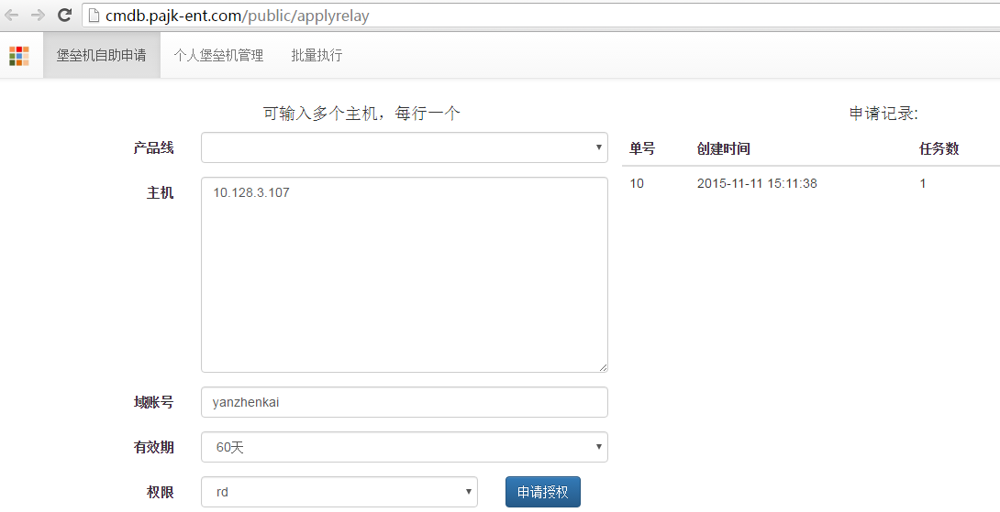 cmdb.pajk-ent.com/public/applyrelay
堡垒机自助申请 个人堡垒机管理 批量执行
可输入多个主机，每行一个
产品线
主机 10.128.3.107
域账号 yanzhenkai
有效期 60天
权限 rd 申请授权
申请记录:
单号 创建时间 任务数
10 2015-11-11 15:11:38 1